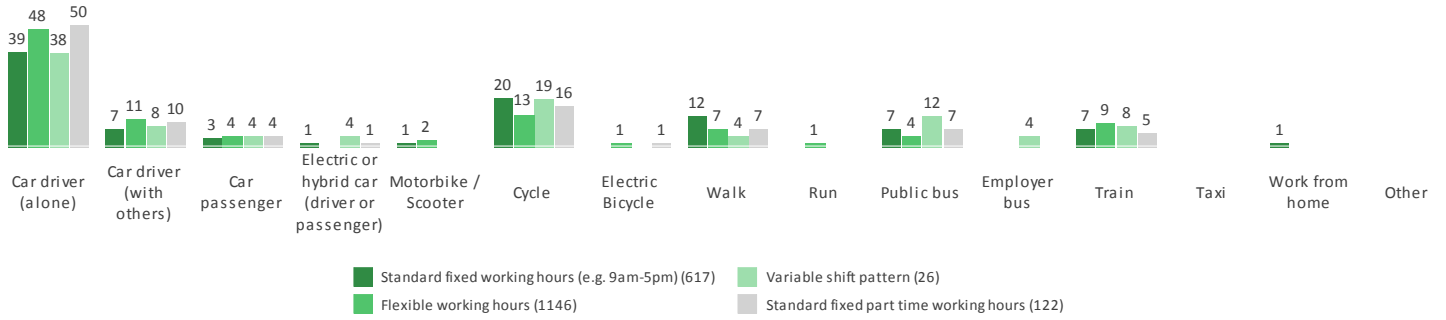 39 48 38 50
7 11 8 10
3 4 4 4
1 4 1
1 2
20 13 19 16
1 1
12 7 4 7
1
7 4 12 7
4
7 9 8 5
1
Car driver
(alone)
Car driver
(with
others)
Car
passenger
Electric or
hybrid car
(driver or
passenger)
Motorbike /
Scooter
Cycle
Electric
Bicycle
Walk
Run
Public bus
Employer
bus
Train
Taxi
Work from
home
Other
Standard fixed working hours (e.g. 9am-5pm) (617)
Variable shift pattern (26)
Flexible working hours (1146)
Standard fixed part time working hours (122)